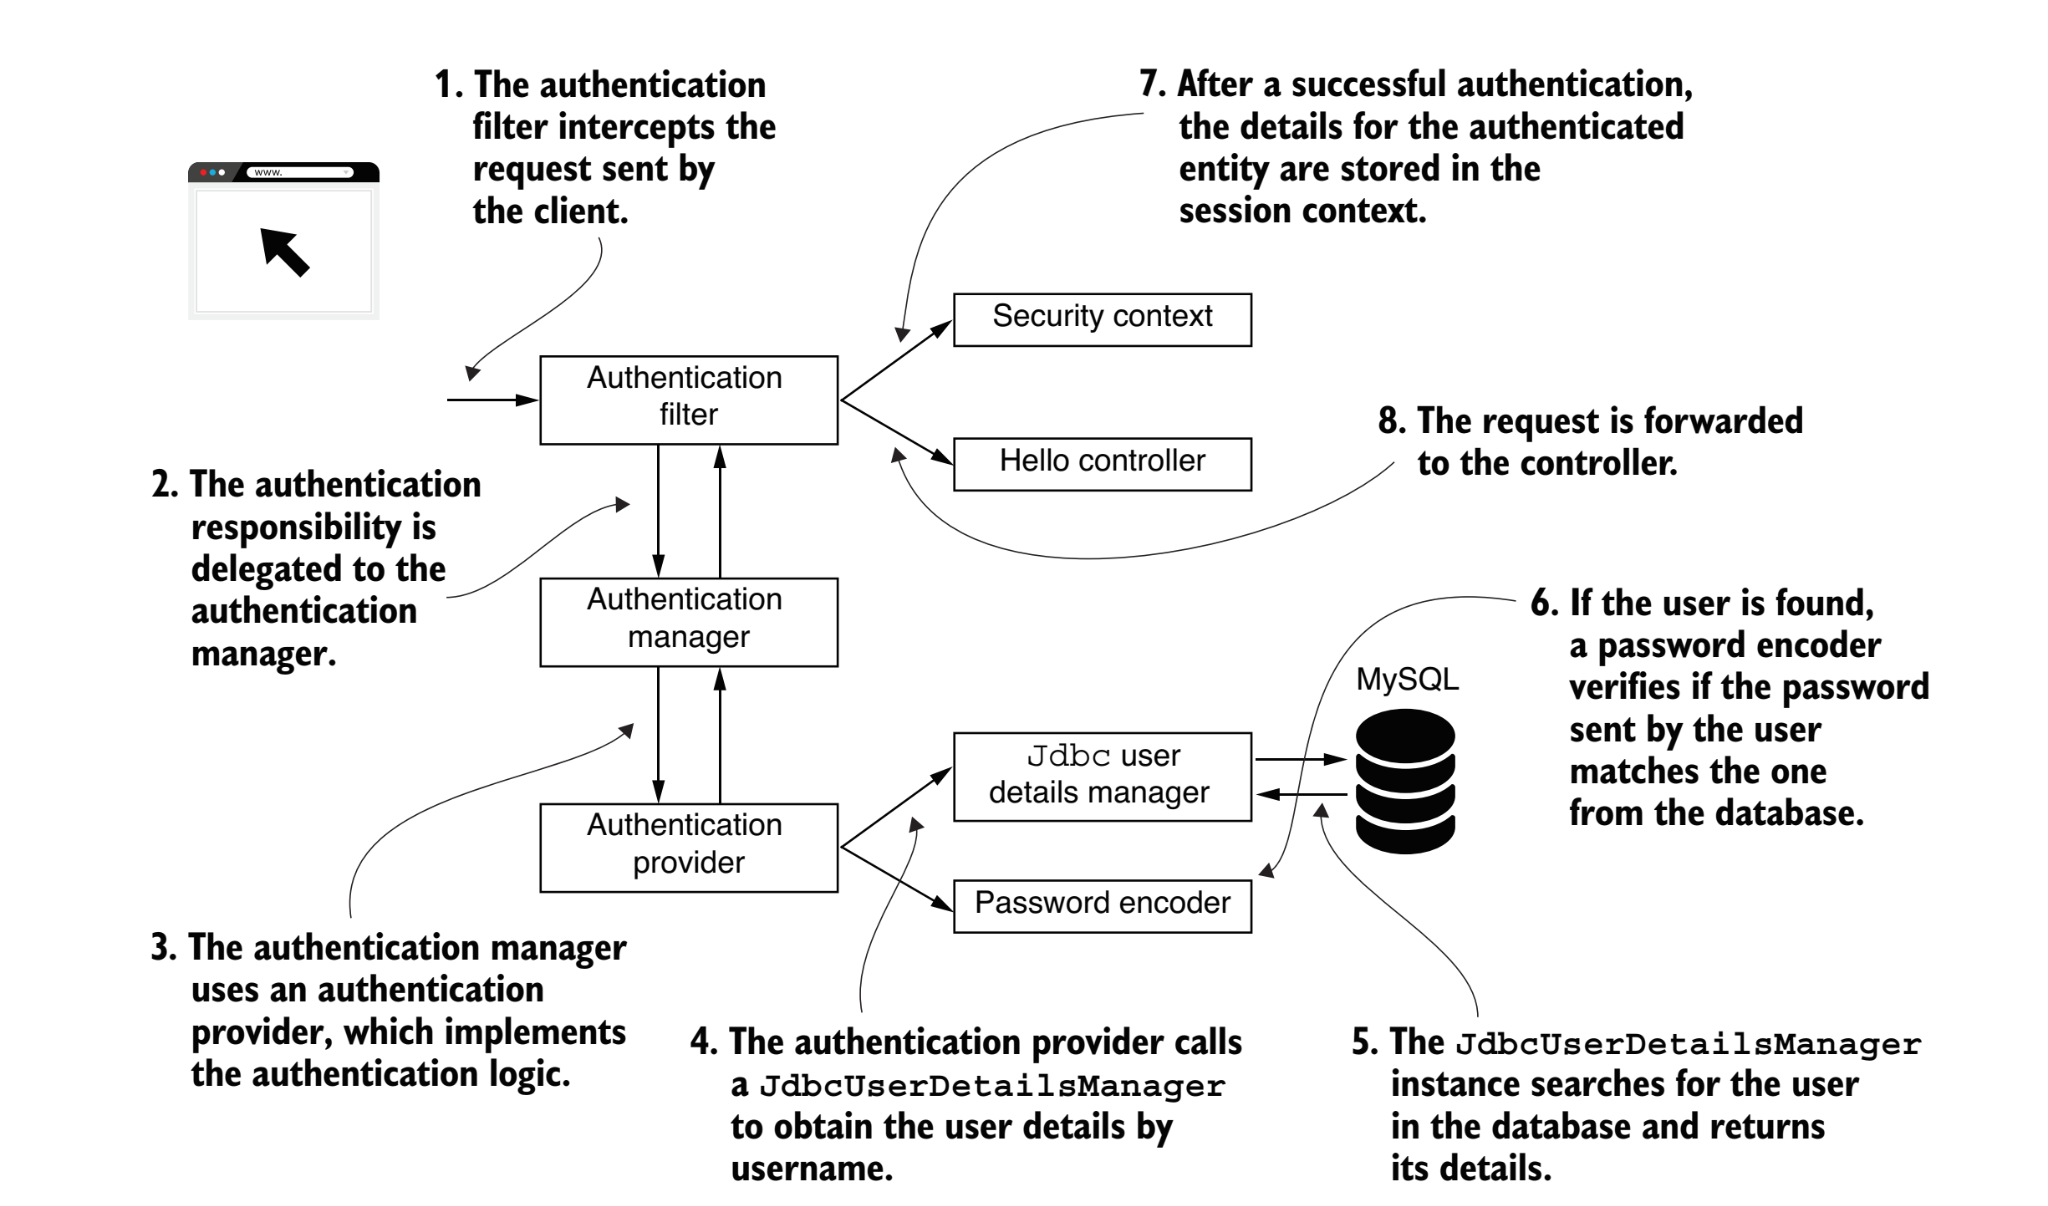 1. The authentication
filter intercepts the
request sent by
the client.
7. After a successful authentication,
the details for the authenticated
entity are stored in the
session context.
www.
Security context
Authentication
filter
Hello controller
8. The request is forwarded
to the controller.
2. The authentication
responsibility is
delegated to the
authentication
manager.
Authentication
manager
6. If the user is found,
a password encoder
verifies if the password
sent by the user
matches the one
from the database.
MySQL
Jdbc user
details manager
Authentication
provider
Password encoder
3. The authentication manager
uses an authentication
provider, which implements
the authentication logic.
4. The authentication provider calls
a JdbcUserDetailsManager
to obtain the user details by
username.
5. The JdbcUserDetailsManager
instance searches for the user
in the database and returns
its details.